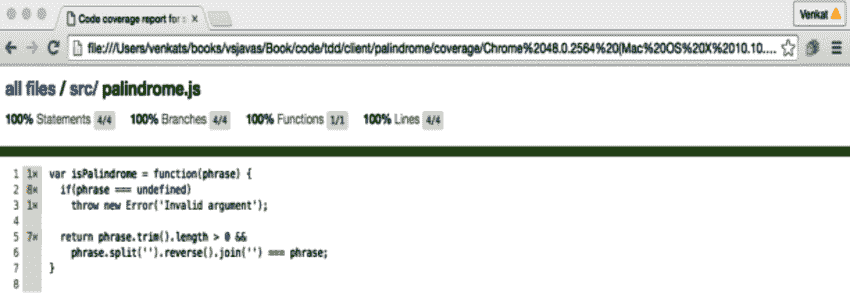 Code coverage report for s ×
Venkat
file:///Users/venkats/books/vsjavas/Book/code/tdd/client/palindrome/coverage/Chrome%2048.0.2564%20(Mac%20OS%20X%2010.10....
all files / src/ palindrome.js
100% Statements 4/4 100% Branches 4/4 100% Functions 1/1 100% Lines 4/4
1 1× var isPalindrome = function(phrase) {
2 8× if(phrase === undefined)
3 1× throw new Error('Invalid argument');
4
5 7× return phrase.trim().length > 0 &&
6 phrase.split('').reverse().join('') === phrase;
7 }
8